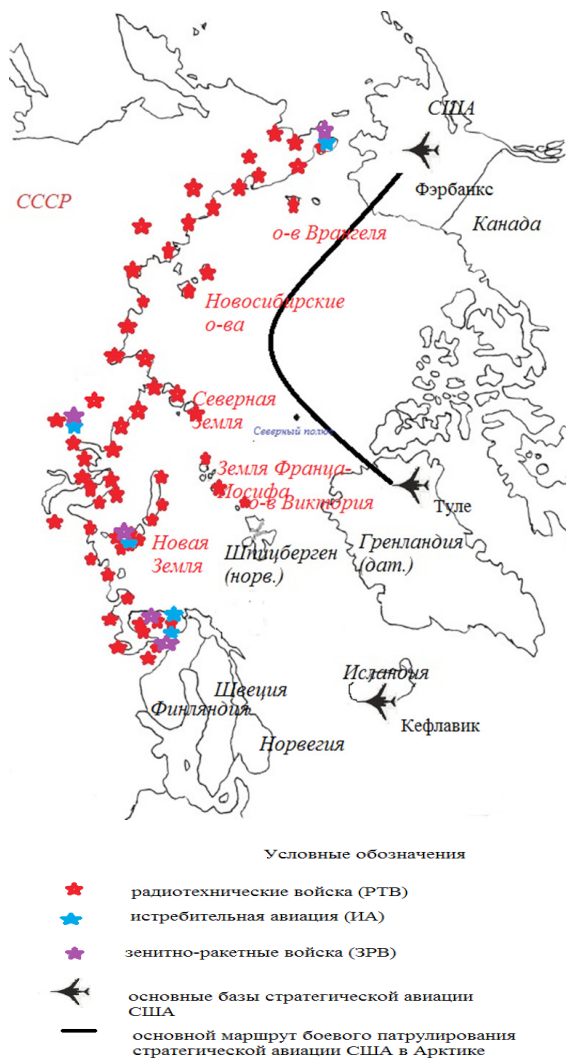 США
Фэрбанкс
СССР
Канада
о-в Врангеля
Новосибирские
о-ва
Северная
Земля
Северный полюс
Земля Франца-
Иосифа
о-в Виктория
Туле
Новая
Земля
Шпицберген
(норв.)
Гренландия
(дат.)
Исландия
Швеция
Финляндия
Кефлавик
Норвегия
Условные обозначения
радиотехнические войска (РТВ)
истребительная авиация (ИА)
зенитно-ракетные войска (ЗРВ)
основные базы стратегической авиации
США
основной маршрут боевого патрулирования
стратегической авиации США в Арктике